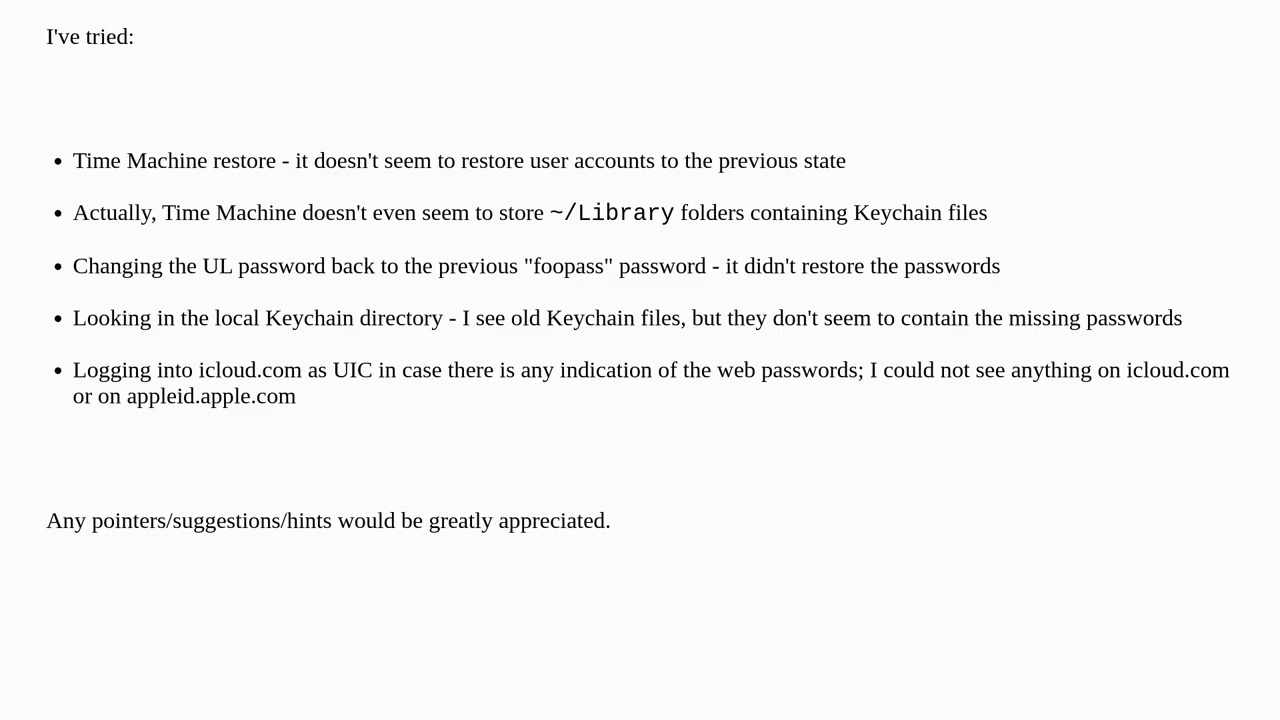 I've tried:
• Time Machine restore - it doesn't seem to restore user accounts to the previous state
• Actually, Time Machine doesn't even seem to store ~/Library folders containing Keychain files
• Changing the UL password back to the previous "foopass" password - it didn't restore the passwords
• Looking in the local Keychain directory - I see old Keychain files, but they don't seem to contain the missing passwords
• Logging into icloud.com as UIC in case there is any indication of the web passwords; I could not see anything on icloud.com
or on appleid.apple.com
Any pointers/suggestions/hints would be greatly appreciated.